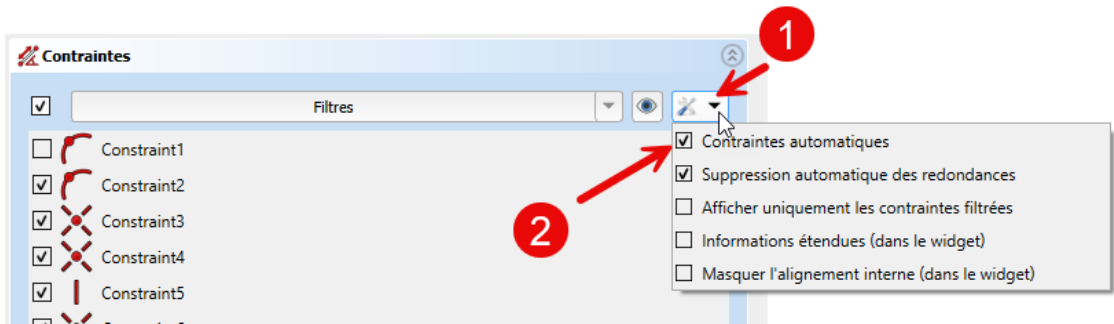 1
Contraintes
Filtres
Constraint1
Contraintes automatiques
Constraint2
Suppression automatique des redondances
Constraint3
Afficher uniquement les contraintes filtrées
2
Constraint4
Informations étendues (dans le widget)
Constraint5
Masquer l'alignement interne (dans le widget)